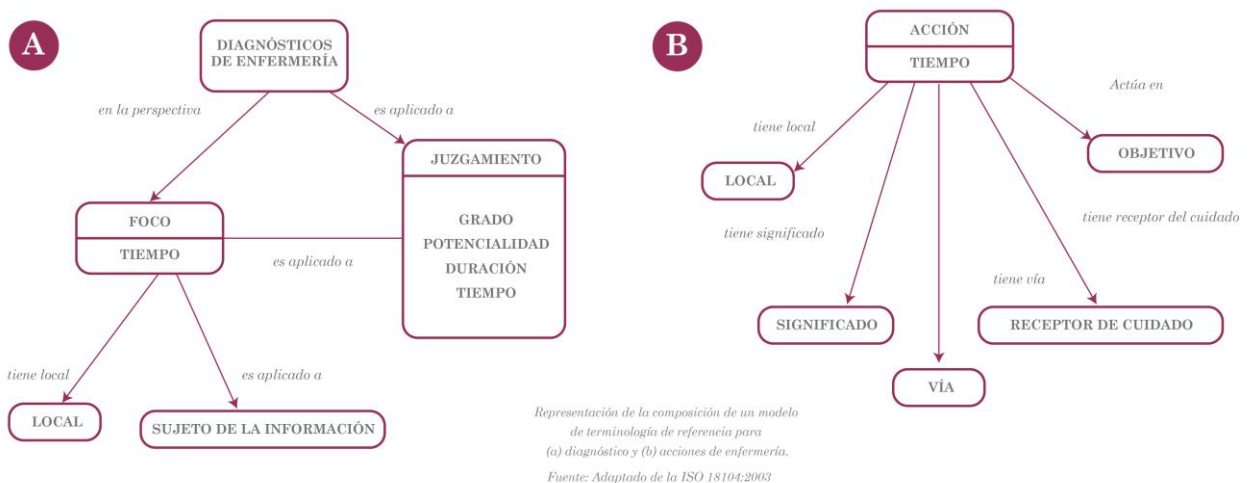 A
DIAGNÓSTICOS
DE ENFERMERÍA
en la perspectiva
es aplicado a
JUZGAMIENTO
GRADO
POTENCIALIDAD
DURACIÓN
TIEMPO
FOCO
TIEMPO
es aplicado a
tiene local
es aplicado a
LOCAL
SUJETO DE LA INFORMACIÓN
B
ACCIÓN
TIEMPO
Actúa en
tiene local
OBJETIVO
LOCAL
tiene significado
tiene receptor del cuidado
tiene vía
SIGNIFICADO
RECEPTOR DE CUIDADO
VÍA
Representación de la composición de un modelo
de terminología de referencia para
(a) diagnóstico y (b) acciones de enfermería.
Fuente: Adaptado de la ISO 18104:2003